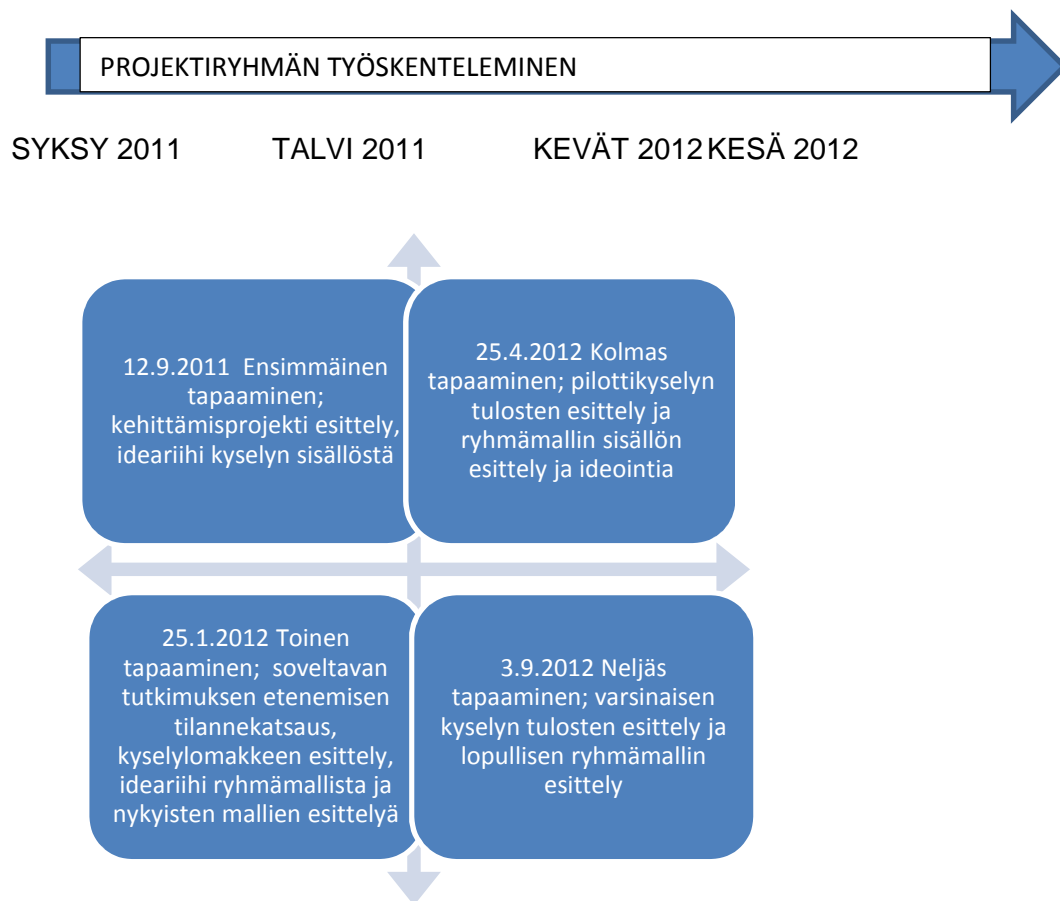 PROJEKTIRYHMÄN TYÖSKENTELEMINEN
SYKSY 2011 TALVI 2011 KEVÄT 2012 KESÄ 2012
12.9.2011 Ensimmäinen
tapaaminen;
kehittämisprojekti esittely,
ideariihi kyselyn sisällöstä
25.4.2012 Kolmas
tapaaminen; pilottikyselyn
tulosten esittely ja
ryhmämallin sisällön
esittely ja ideointia
25.1.2012 Toinen
tapaaminen; soveltavan
tutkimuksen etenemisen
tilannekatsaus,
kyselylomakkeen esittely,
ideariihi ryhmämallista ja
nykyisten mallien esittelyä
3.9.2012 Neljäs
tapaaminen; varsinaisen
kyselyn tulosten esittely ja
lopullisen ryhmämallin
esittely